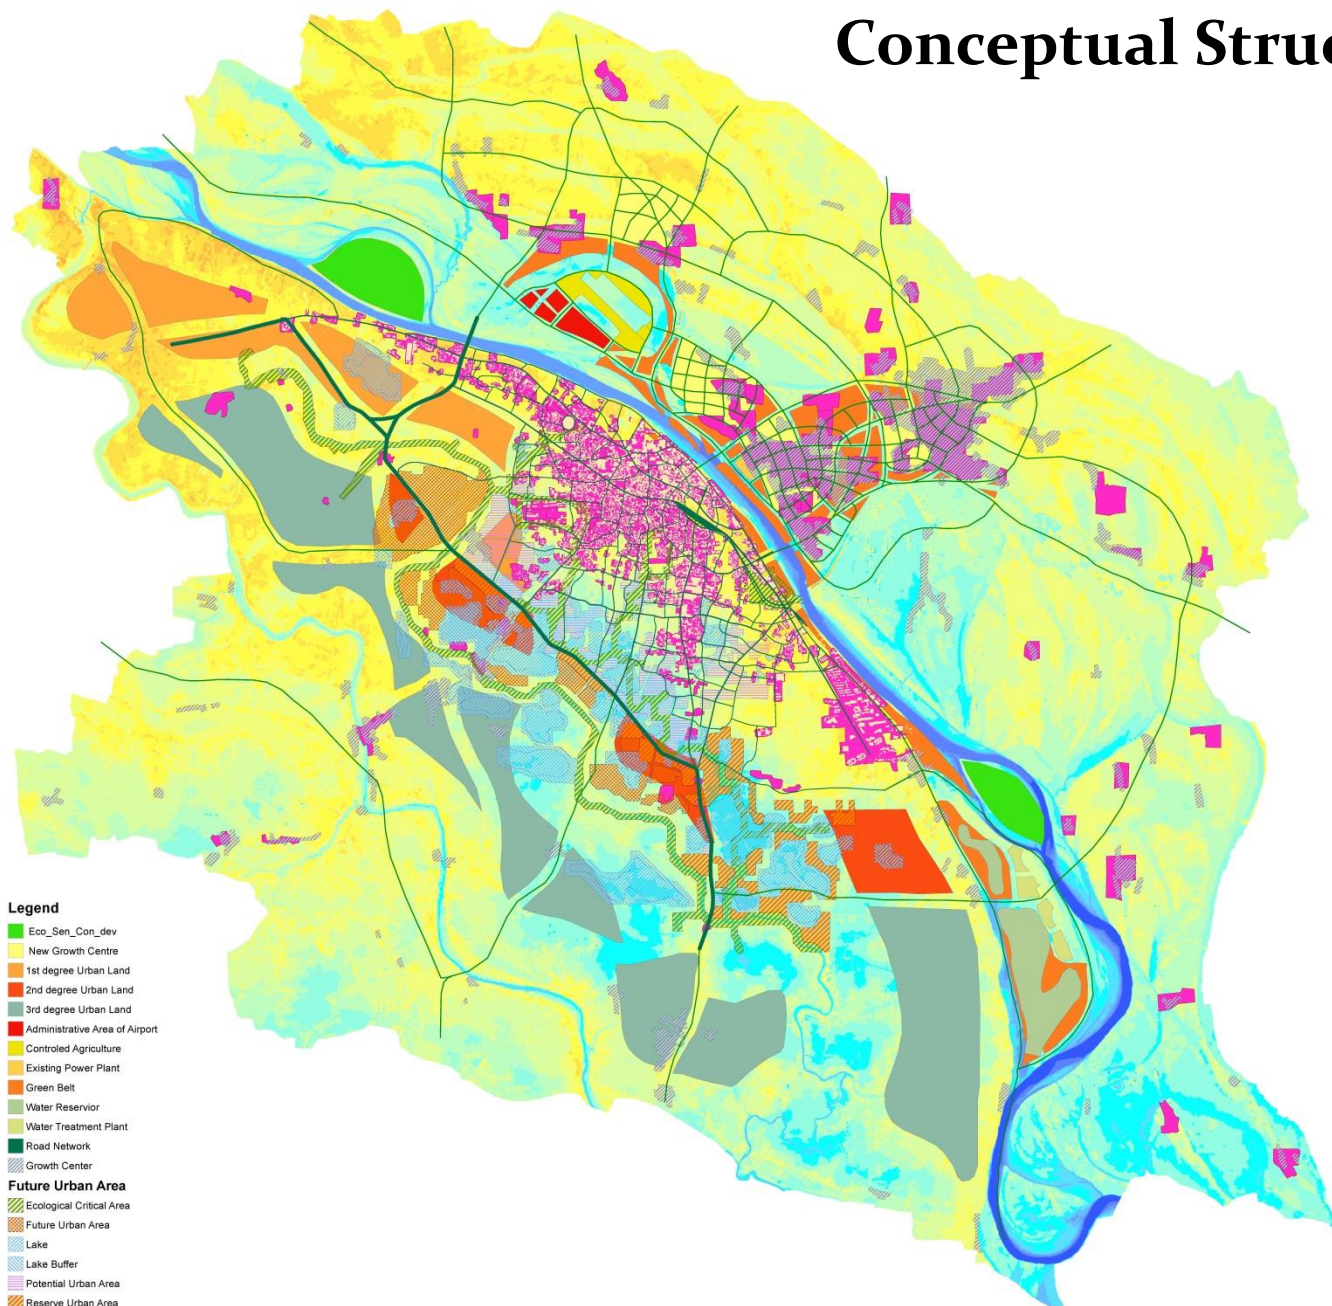 Conceptual Struc
Legend
Eco_Sen_Con_dev
New Growth Centre
1st degree Urban Land
2nd degree Urban Land
3rd degree Urban Land
Administrative Area of Airport
Controled Agriculture
Existing Power Plant
Green Belt
Water Reservior
Water Treatment Plant
Road Network
Growth Center
Future Urban Area
Ecological Critical Area
Future Urban Area
Lake
Lake Buffer
Potential Urban Area
Reserve Urban Area